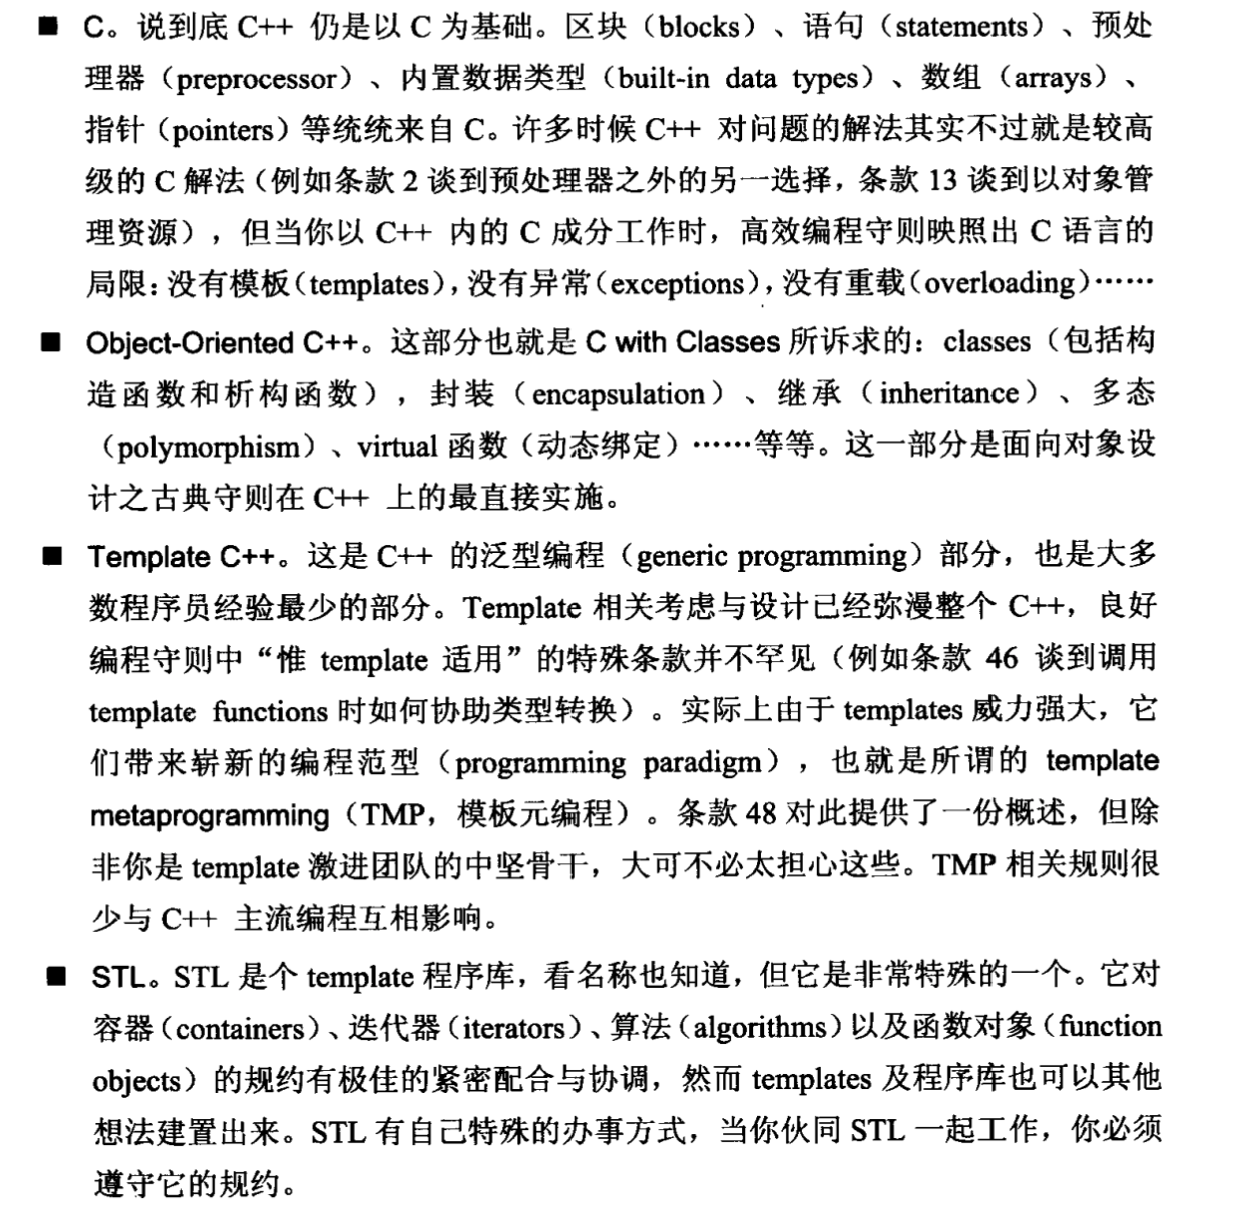 ■ C。说到底 C++ 仍是以 C 为基础。区块（blocks）、语句（statements）、预处
理器（preprocessor）、内置数据类型（built-in data types）、数组（arrays）、
指针（pointers）等统统来自 C。许多时候 C++ 对问题的解法其实不过就是较高
级的 C 解法（例如条款 2 谈到预处理器之外的另一选择，条款 13 谈到以对象管
理资源），但当你以 C++ 内的 C 成分工作时，高效编程守则映照出 C 语言的
局限：没有模板（templates），没有异常（exceptions），没有重载（overloading）……
■ Object-Oriented C++。这部分也就是 C with Classes 所诉求的：classes（包括构
造函数和析构函数），封装（encapsulation）、继承（inheritance）、多态
（polymorphism）、virtual 函数（动态绑定）……等等。这一部分是面向对象设
计之古典守则在 C++ 上的最直接实施。
■ Template C++。这是 C++ 的泛型编程（generic programming）部分，也是大多
数程序员经验最少的部分。Template 相关考虑与设计已经弥漫整个 C++，良好
编程守则中“惟 template 适用”的特殊条款并不罕见（例如条款 46 谈到调用
template functions 时如何协助类型转换）。实际上由于 templates 威力强大，它
们带来崭新的编程范型（programming paradigm），也就是所谓的 template
metaprogramming（TMP，模板元编程）。条款 48 对此提供了一份概述，但除
非你是 template 激进团队的中坚骨干，大可不必太担心这些。TMP 相关规则很
少与 C++ 主流编程互相影响。
■ STL。STL 是个 template 程序库，看名称也知道，但它是非常特殊的一个。它对
容器（containers）、迭代器（iterators）、算法（algorithms）以及函数对象（function
objects）的规约有极佳的紧密配合与协调，然而 templates 及程序库也可以其他
想法建置出来。STL 有自己特殊的办事方式，当你伙同 STL 一起工作，你必须
遵守它的规约。